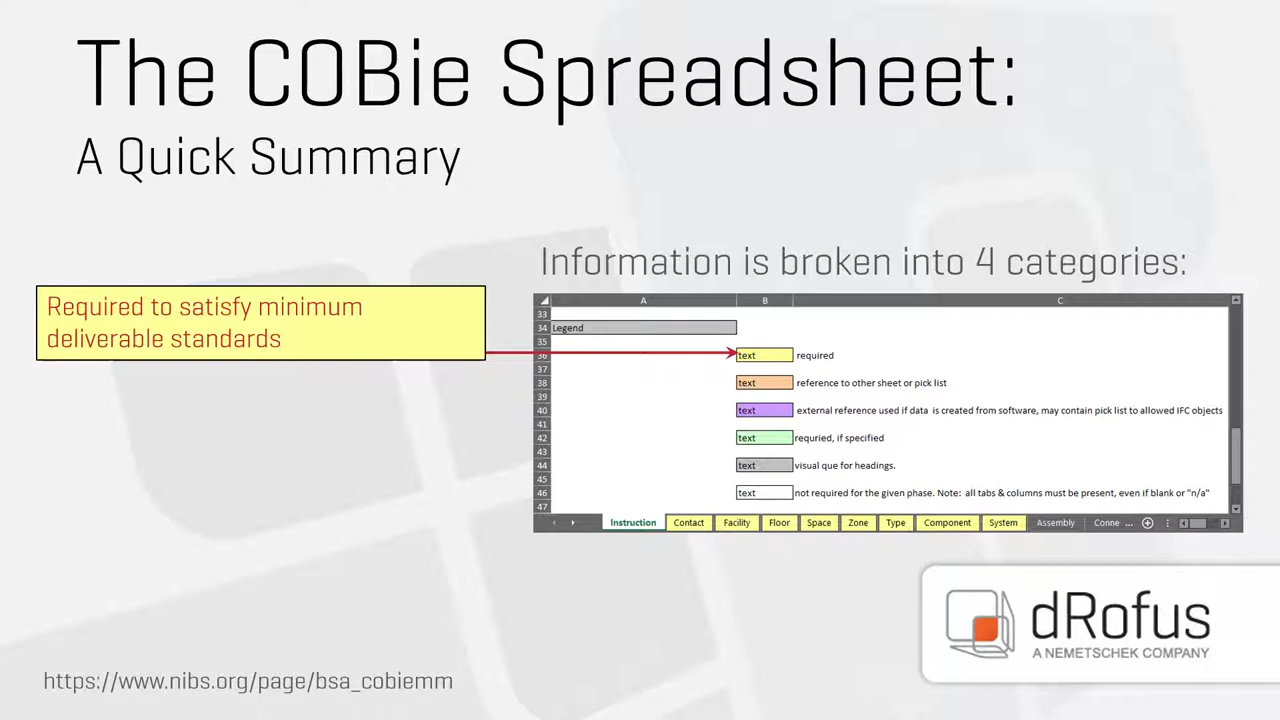 The COBie Spreadsheet:
A Quick Summary
Information is broken into 4 categories:
Required to satisfy minimum
deliverable standards
A B C
33
34 Legend
35
36 text required
37
38 text reference to other sheet or pick list
39
40 text external reference used if data is created from software, may contain pick list to allowed IFC objects
41
42 text requried, if specified
43
44 text visual que for headings.
45
46 text not required for the given phase. Note: all tabs & columns must be present, even if blank or "n/a"
47
Instruction Contact Facility Floor Space Zone Type Component System Assembly Conne ...
dRofus
A NEMETSCHEK COMPANY
https://www.nibs.org/page/bsa_cobiemm